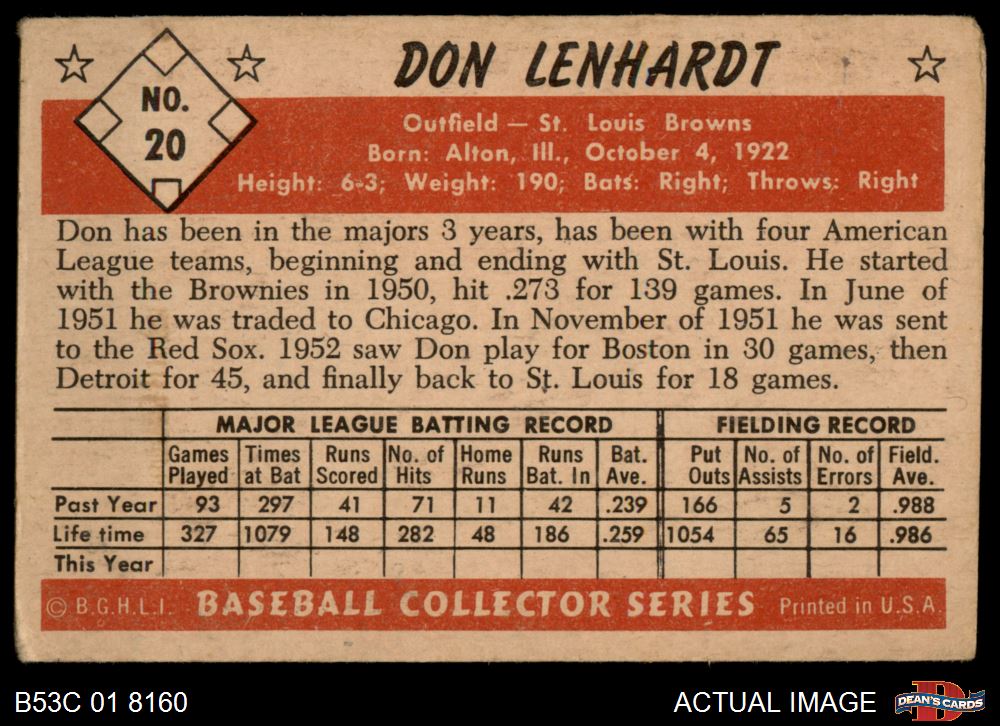 DON LENHARDT
NO.
20
Outfield — St. Louis Browns
Born: Alton, Ill., October 4, 1922
Height: 6-3; Weight: 190; Bats: Right; Throws: Right
Don has been in the majors 3 years, has been with four American
League teams, beginning and ending with St. Louis. He started
with the Brownies in 1950, hit .273 for 139 games. In June of
1951 he was traded to Chicago. In November of 1951 he was sent
to the Red Sox. 1952 saw Don play for Boston in 30 games, then
Detroit for 45, and finally back to St. Louis for 18 games.
MAJOR LEAGUE BATTING RECORD FIELDING RECORD
Games Times Runs No. of Home Runs Bat. Put No. of No. of Field.
Played at Bat Scored Hits Runs Bat. In Ave. Outs Assists Errors Ave.
Past Year 93 297 41 71 11 42 .239 166 5 2 .988
Life time 327 1079 148 282 48 186 .259 1054 65 16 .986
This Year
© B.G.H.L.I. BASEBALL COLLECTOR SERIES Printed in U.S.A.
B53C 01 8160 ACTUAL IMAGE DEAN'S CARDS